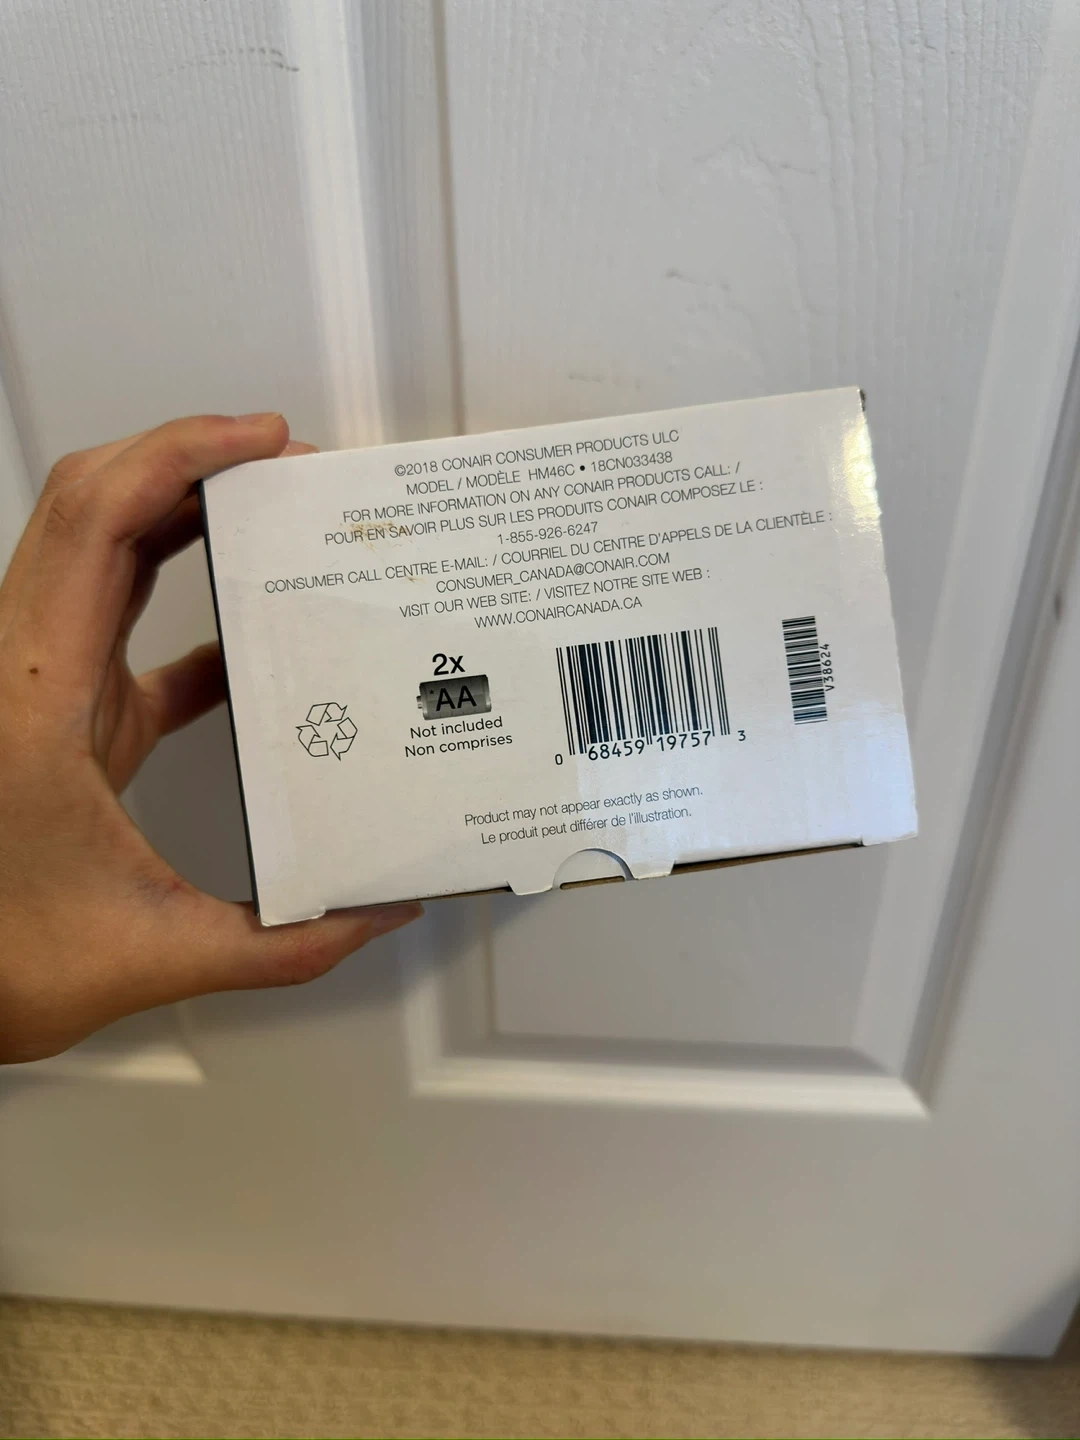 ©2018 CONAIR CONSUMER PRODUCTS ULC
MODEL / MODÈLE HM46C • 18CN033438
FOR MORE INFORMATION ON ANY CONAIR PRODUCTS CALL: /
POUR EN SAVOIR PLUS SUR LES PRODUITS CONAIR COMPOSEZ LE :
1-855-926-6247
CONSUMER CALL CENTRE E-MAIL: / COURRIEL DU CENTRE D'APPELS DE LA CLIENTÈLE :
CONSUMER_CANADA@CONAIR.COM
VISIT OUR WEB SITE: / VISITEZ NOTRE SITE WEB :
WWW.CONAIRCANADA.CA
2x
AA
Not included
Non comprises
0 68459 19757 3
V38624
Product may not appear exactly as shown.
Le produit peut différer de l'illustration.